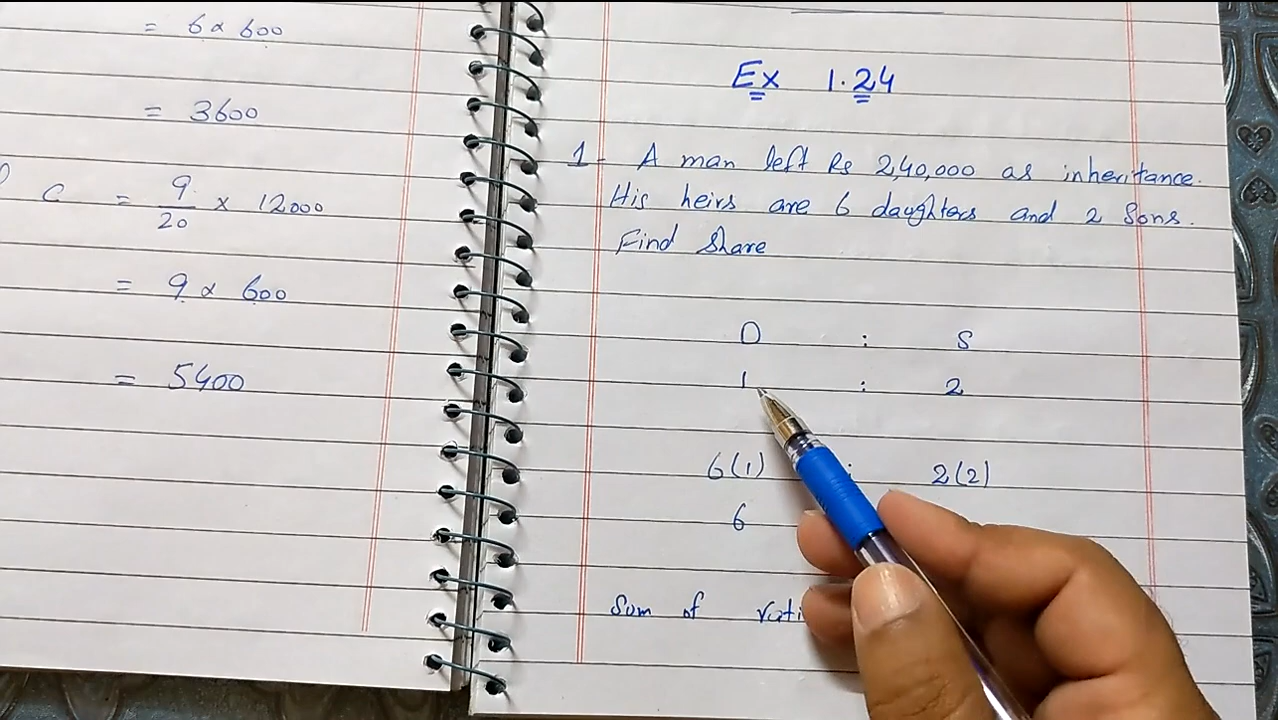 = 6 × 600
= 3600
C = 9/20 × 12000
= 9 × 600
= 5400
Ex 1.24
1- A man left Rs 2,40,000 as inheritance.
His heirs are 6 daughters and 2 Sons.
Find Share
D : S
1 : 2
6(1) : 2(2)
6
Sum of